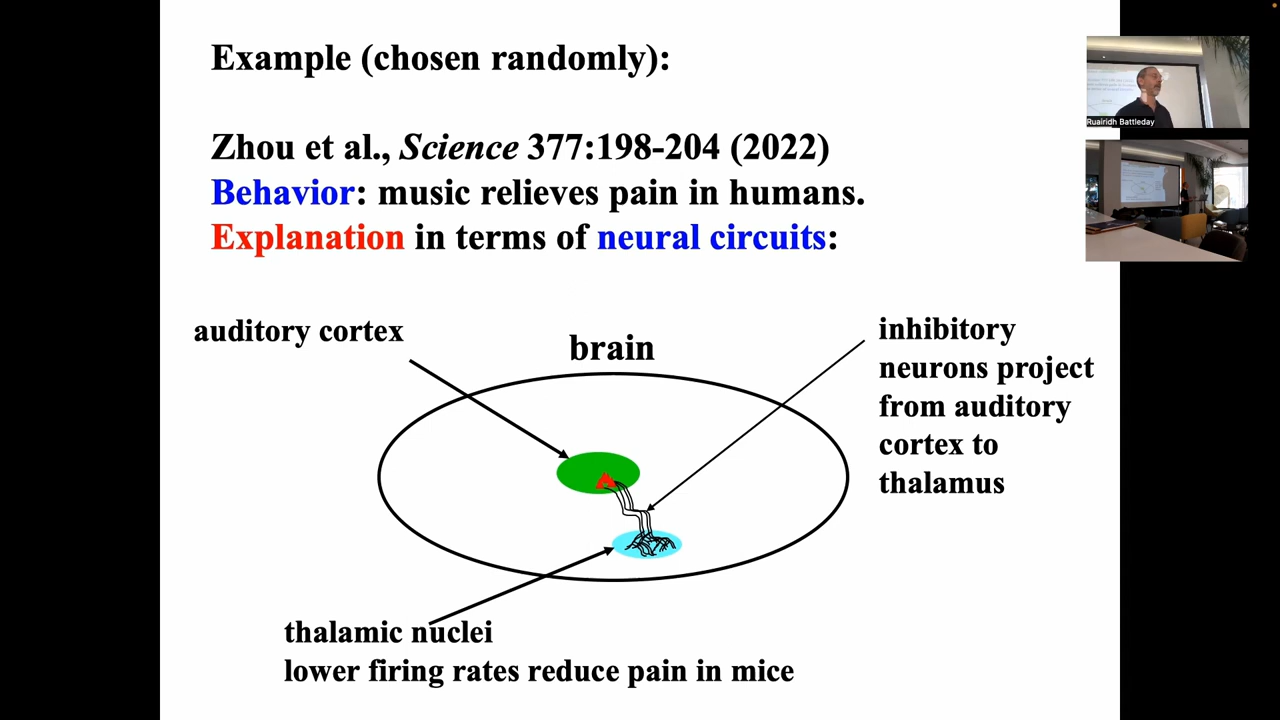 Example (chosen randomly):
Zhou et al., Science 377:198-204 (2022)
Behavior: music relieves pain in humans.
Explanation in terms of neural circuits:
auditory cortex
brain
inhibitory
neurons project
from auditory
cortex to
thalamus
thalamic nuclei
lower firing rates reduce pain in mice
Ruairidh Battleday